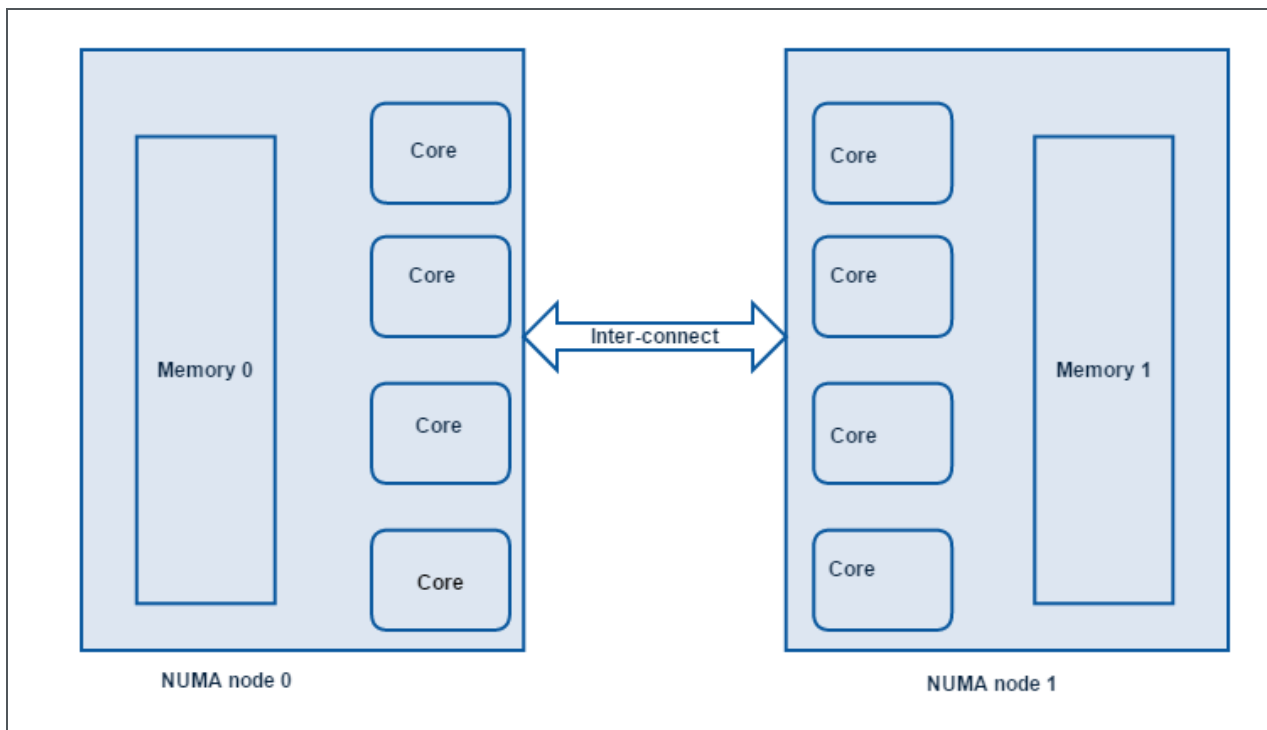 Core
Core
Core
Core
Inter-connect
Memory 0
Memory 1
Core
Core
Core
Core
NUMA node 0
NUMA node 1